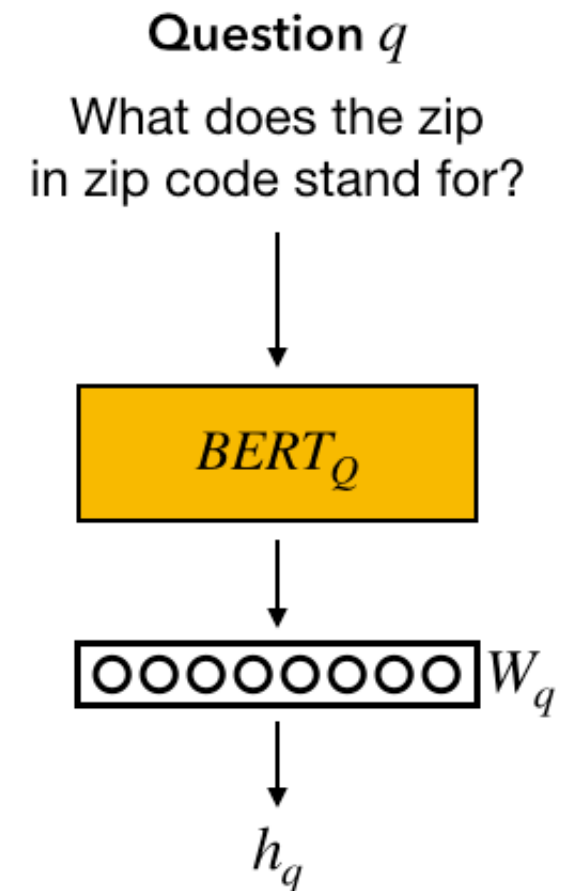 Question q
What does the zip
in zip code stand for?
BERT_Q
W_q
h_q